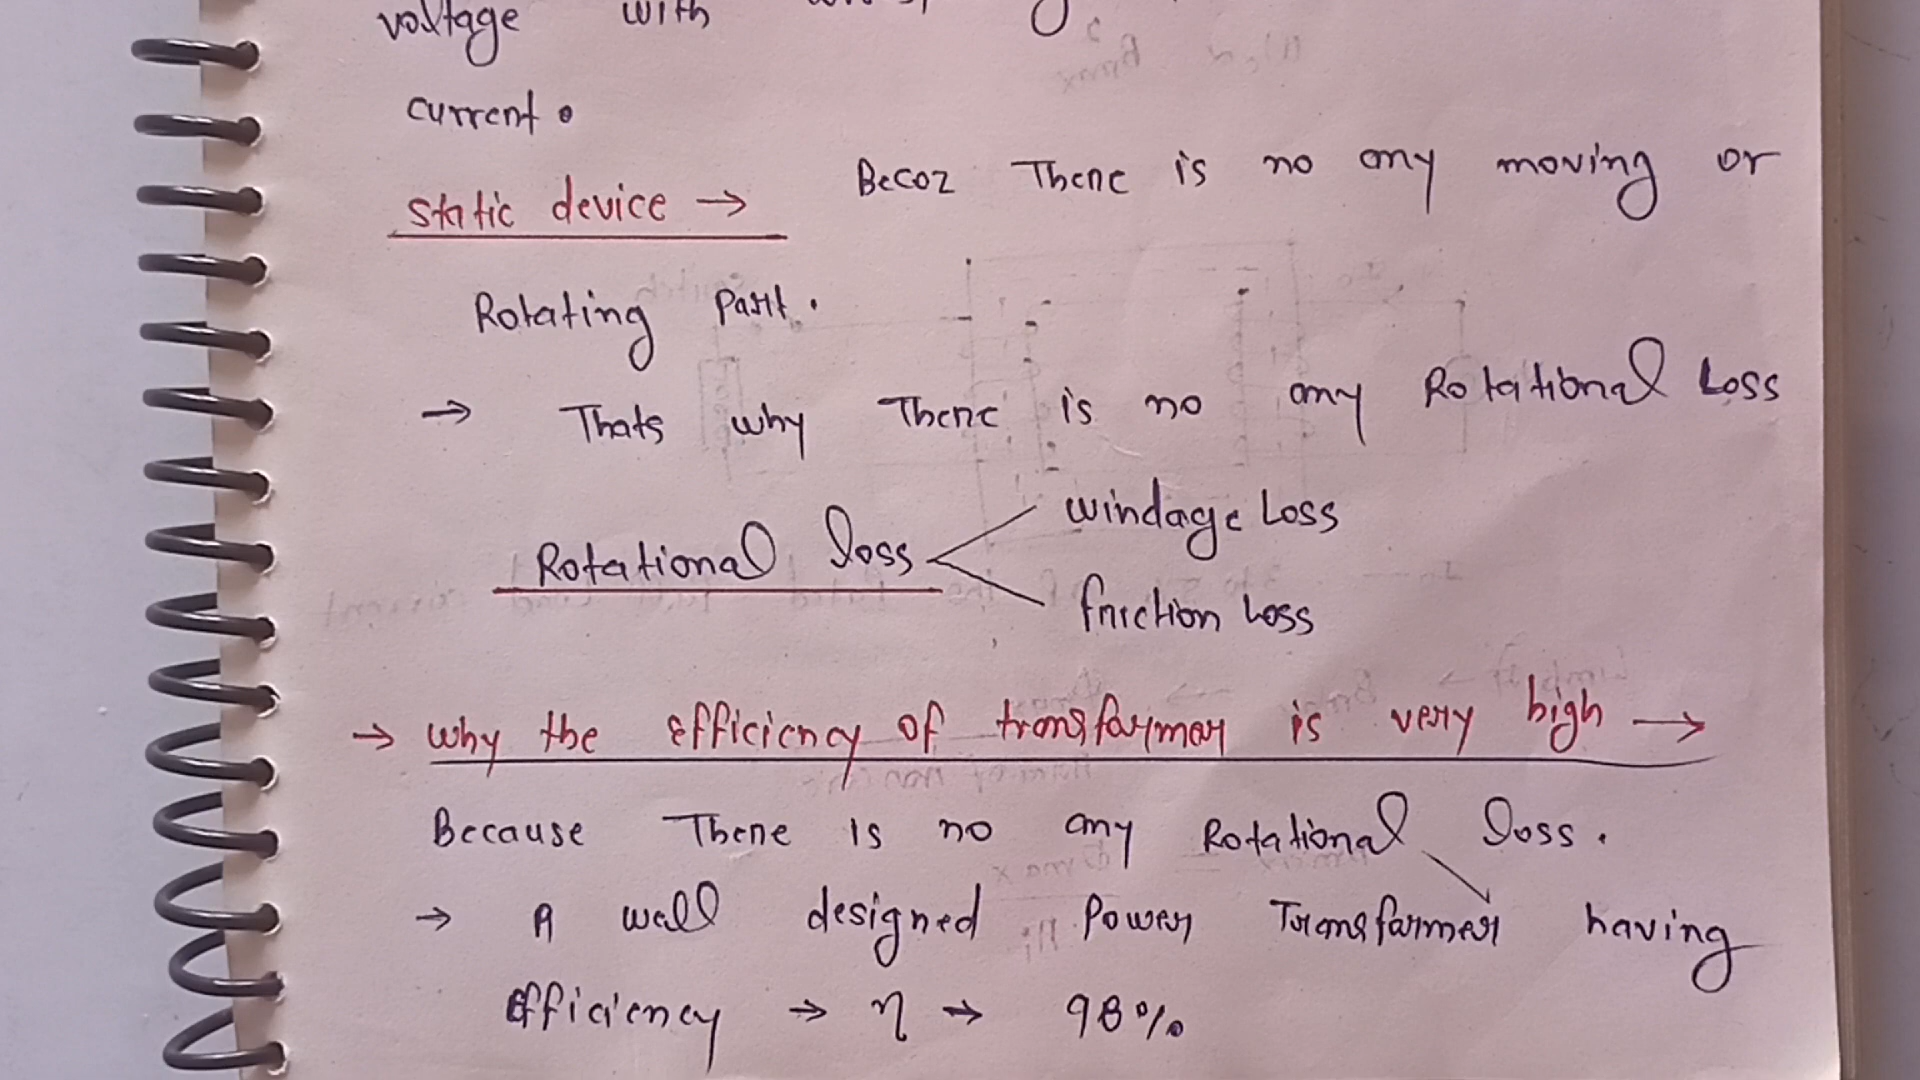 voltage with
current.
static device → Becoz There is no any moving or
Rotating Part.
→ Thats why There is no any Rotational Loss
Rotational loss
windage Loss
friction Loss
→ why the efficiency of transformer is very high →
Because There is no any Rotational loss.
→ A well designed Power Transformer having
Efficiency → η → 98%